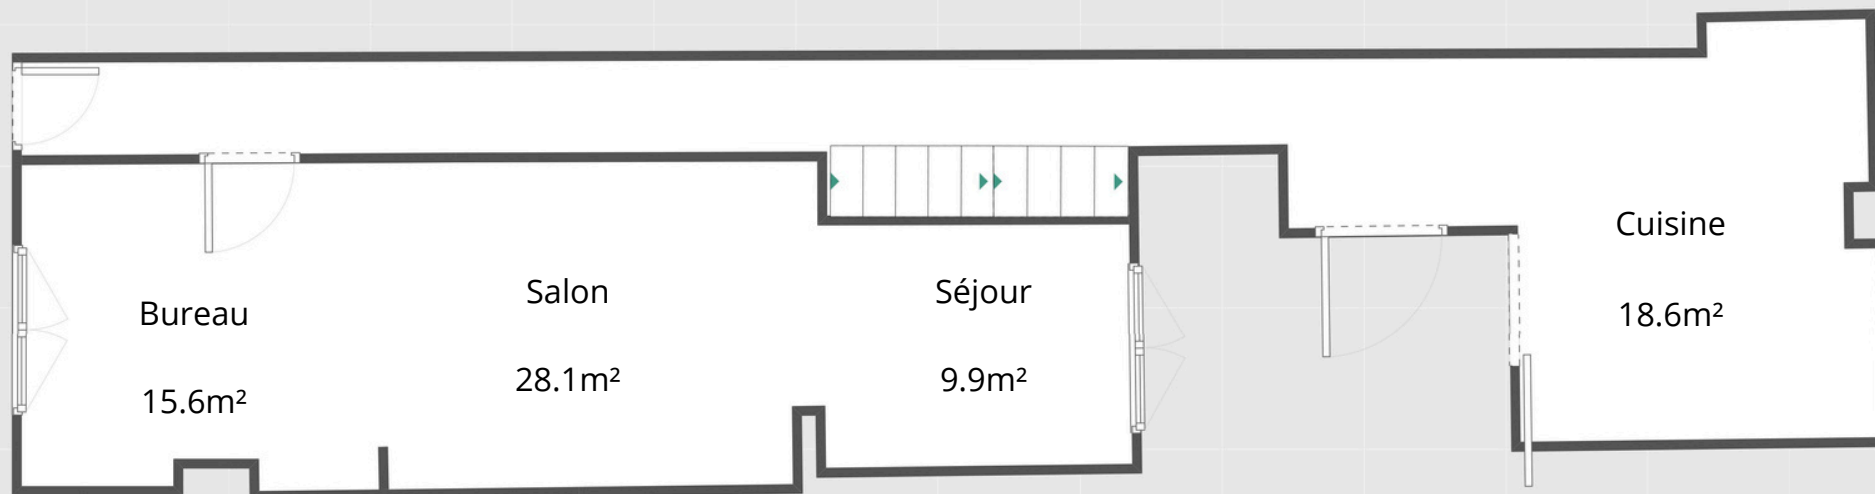 Bureau
15.6m²
Salon
28.1m²
Séjour
9.9m²
Cuisine
18.6m²